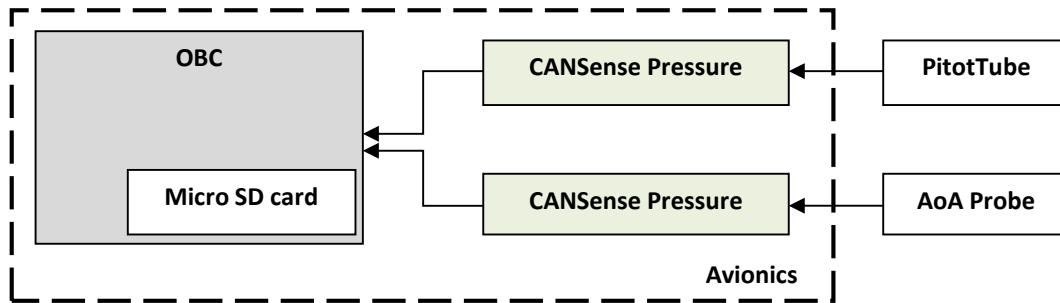 OBC
CANSense Pressure
PitotTube
Micro SD card
CANSense Pressure
AoA Probe
Avionics